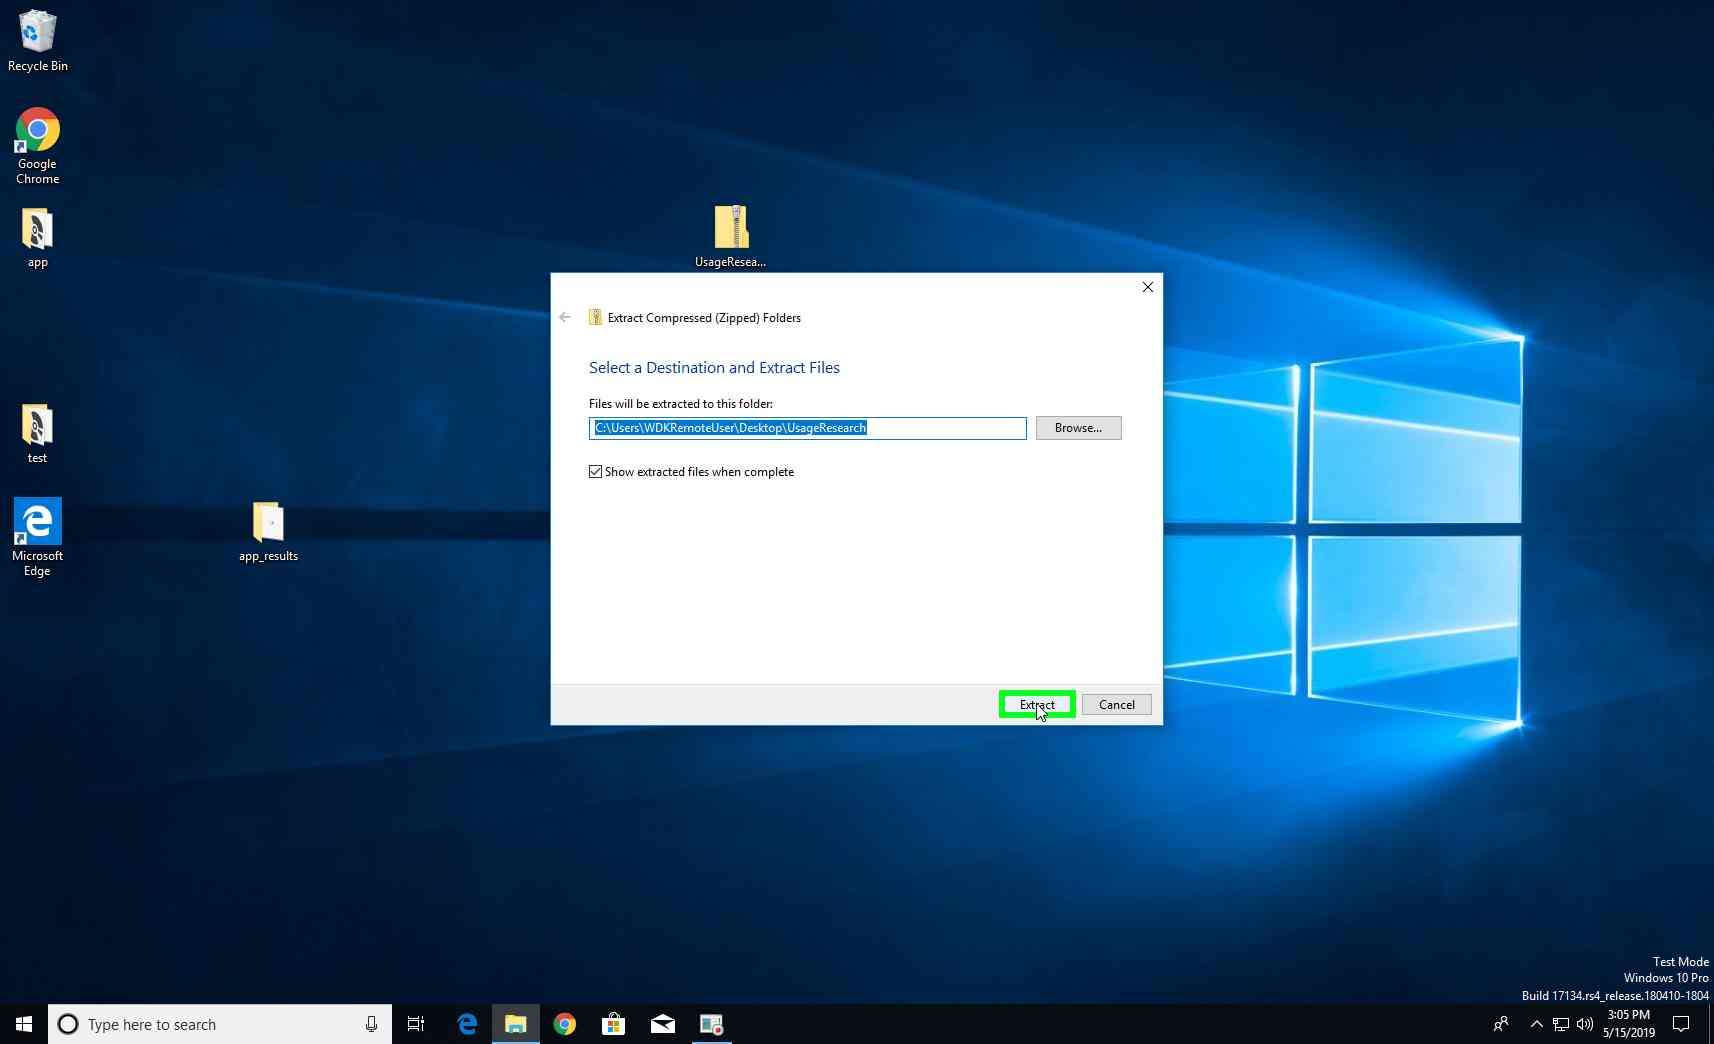 Recycle Bin
Google
Chrome
app
test
Microsoft
Edge
app_results
UsageResea...
Extract Compressed (Zipped) Folders
Select a Destination and Extract Files
Files will be extracted to this folder:
C:\Users\WDKRemoteUser\Desktop\UsageResearch
Browse...
Show extracted files when complete
Extract
Cancel
Test Mode
Windows 10 Pro
Build 17134.rs4_release.180410-1804
Type here to search
3:05 PM
5/15/2019